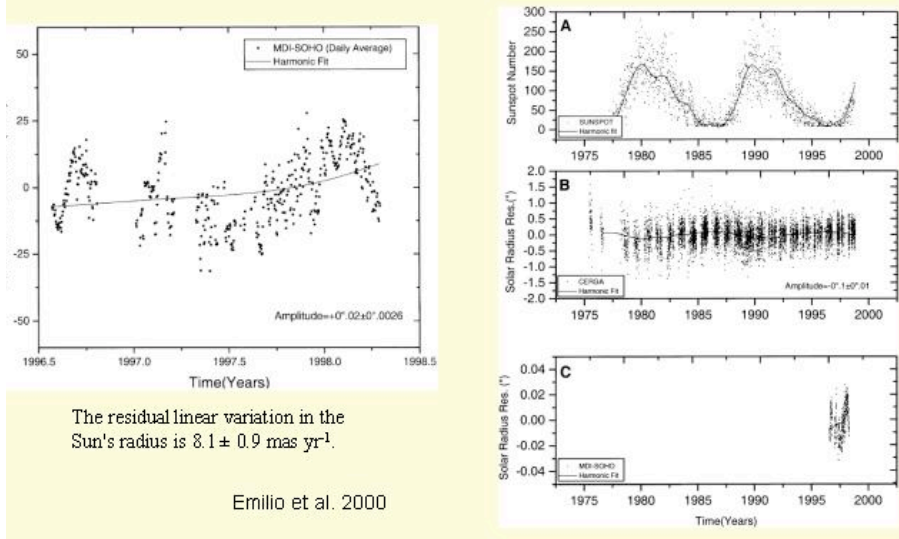 50
25
0
-25
-50
MDI-SOHO (Daily Average)
Harmonic Fit
Amplitude=+0".02±0".0026
1996.5 1997.0 1997.5 1998.0 1998.5
Time(Years)
The residual linear variation in the
Sun's radius is 8.1 ± 0.9 mas yr⁻¹.
Emilio et al. 2000
A
Sunspot Number
300
250
200
150
100
50
0
SUNSPOT
Harmonic fit
1975 1980 1985 1990 1995 2000
B
Solar Radius Res.(")
2.0
1.5
1.0
0.5
0.0
-0.5
-1.0
-1.5
-2.0
CERGA
Harmonic Fit
Amplitude=-0".1±0".01
1975 1980 1985 1990 1995 2000
C
Solar Radius Res. (")
0.04
0.02
0.00
-0.02
-0.04
MDI-SOHO
Harmonic Fit
1975 1980 1985 1990 1995 2000
Time(Years)